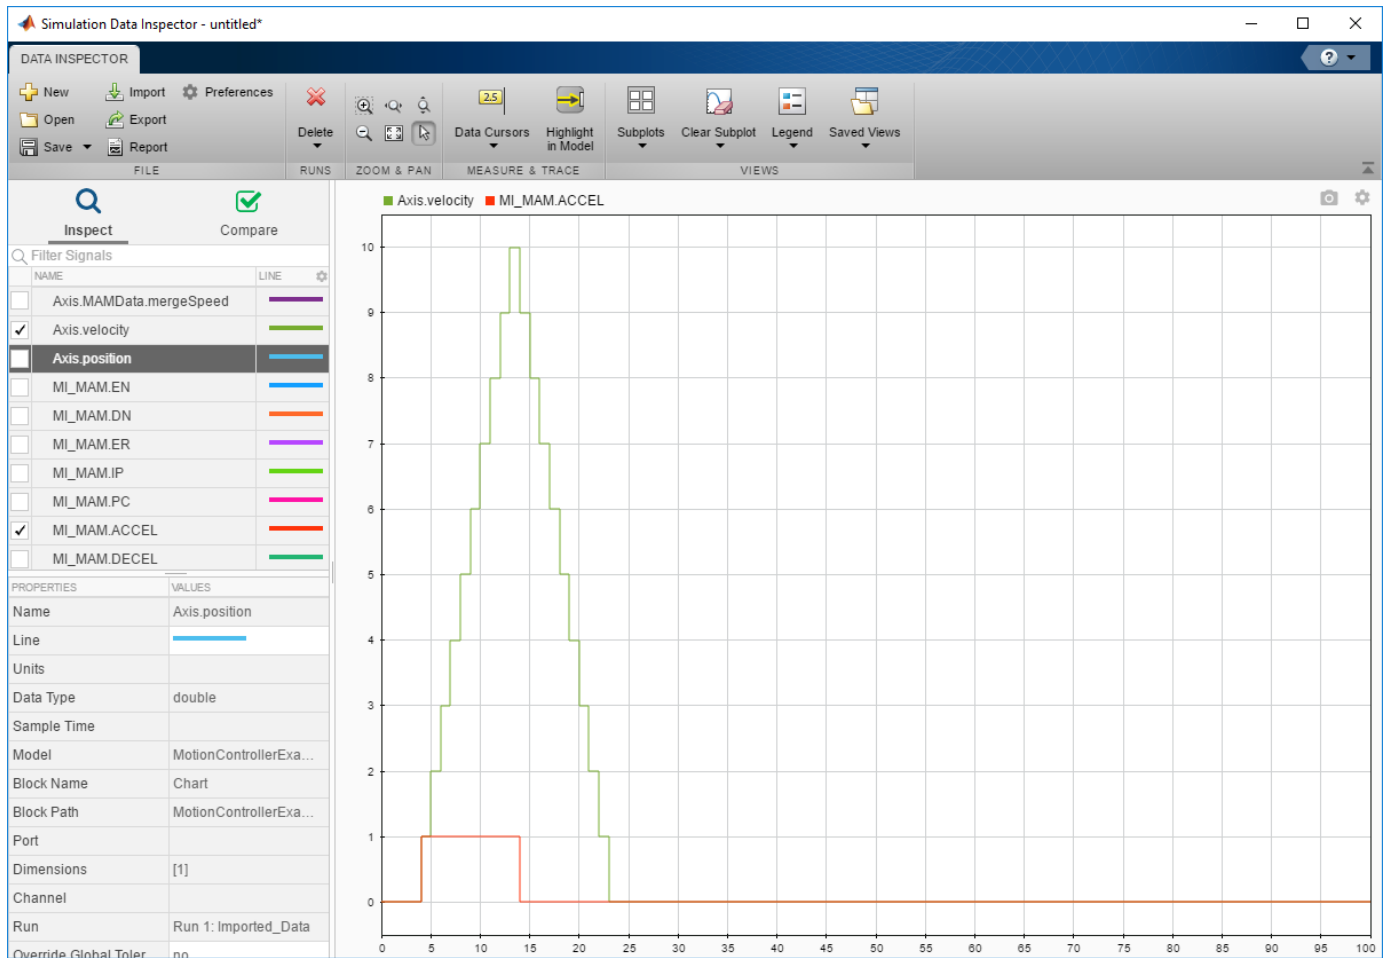 Simulation Data Inspector - untitled*
DATA INSPECTOR
?
New Import Preferences
Open Export
Save Report
Delete
2.5
Data Cursors
Highlight in Model
Subplots
Clear Subplot
Legend
Saved Views
FILE RUNS ZOOM & PAN MEASURE & TRACE VIEWS
Inspect Compare
Filter Signals
NAME LINE
Axis.MAMData.mergeSpeed
Axis.velocity
Axis.position
MI_MAM.EN
MI_MAM.DN
MI_MAM.ER
MI_MAM.IP
MI_MAM.PC
MI_MAM.ACCEL
MI_MAM.DECEL
PROPERTIES VALUES
Name Axis.position
Line
Units
Data Type double
Sample Time
Model MotionControllerExa...
Block Name Chart
Block Path MotionControllerExa...
Port
Dimensions [1]
Channel
Run Run 1: Imported_Data
Override Global Toler no
Axis.velocity MI_MAM.ACCEL
10
9
8
7
6
5
4
3
2
1
0
0 5 10 15 20 25 30 35 40 45 50 55 60 65 70 75 80 85 90 95 100